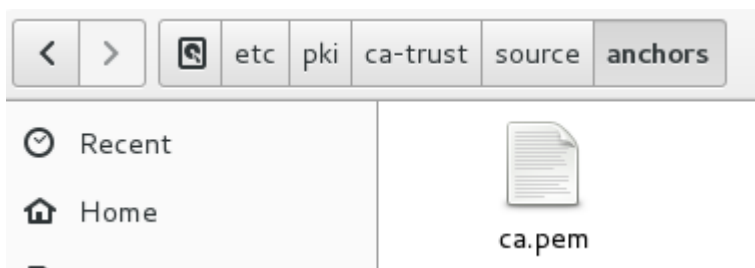 etc pki ca-trust source anchors
Recent
Home
ca.pem